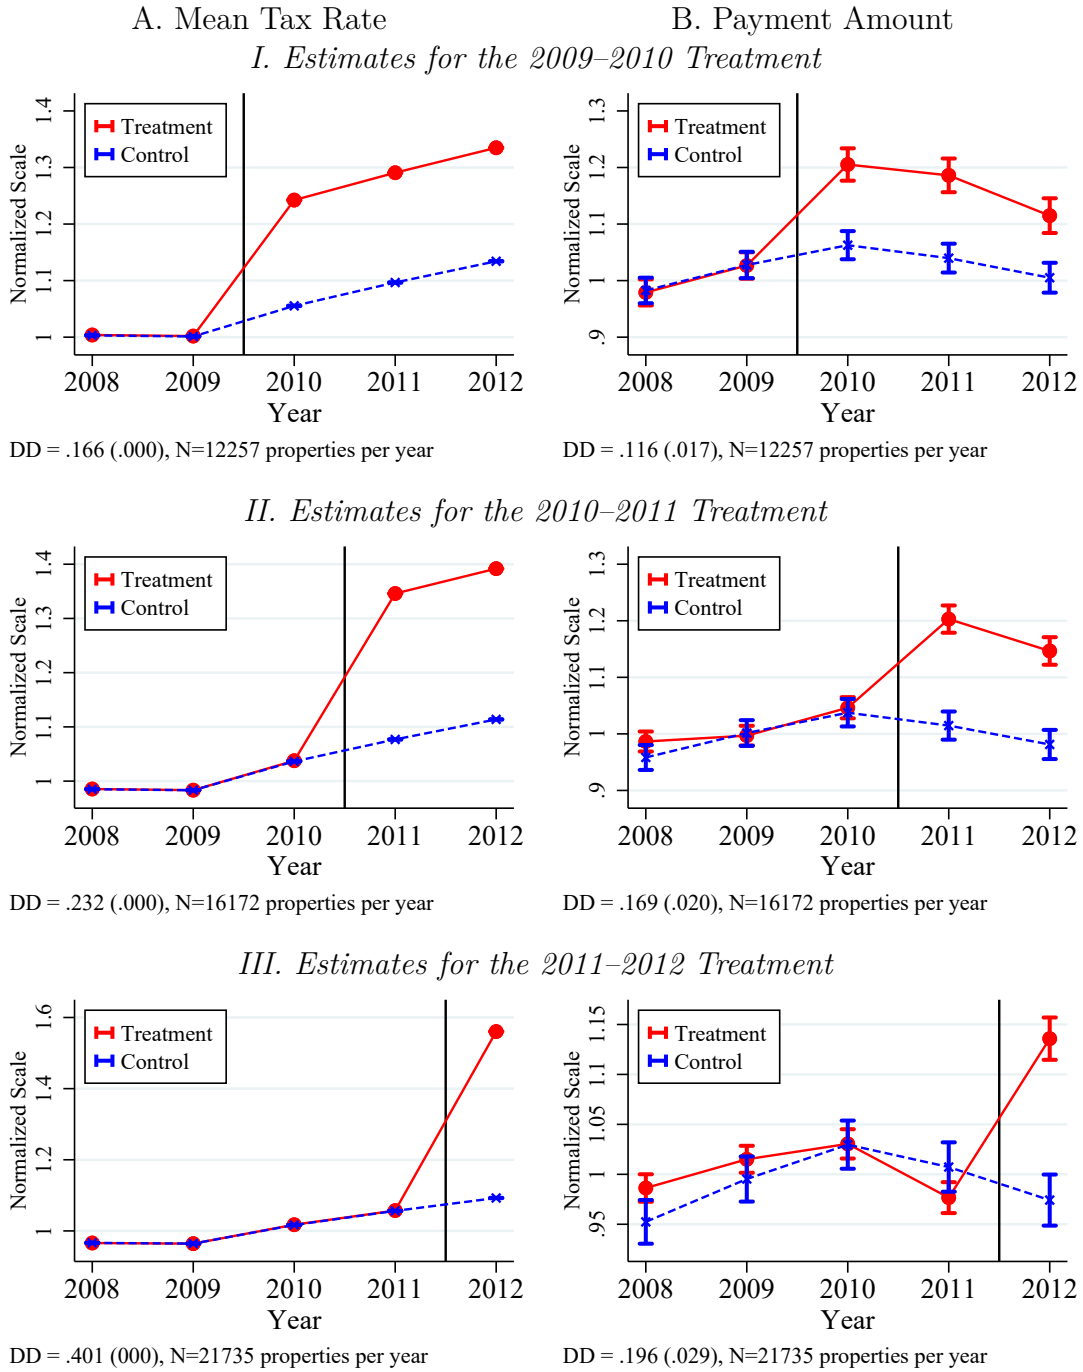 A. Mean Tax Rate
B. Payment Amount
I. Estimates for the 2009–2010 Treatment
Normalized Scale
1 1.1 1.2 1.3 1.4
Treatment
Control
2008 2009 2010 2011 2012
Year
DD = .166 (.000), N=12257 properties per year
Normalized Scale
.9 1 1.1 1.2 1.3
Treatment
Control
2008 2009 2010 2011 2012
Year
DD = .116 (.017), N=12257 properties per year
II. Estimates for the 2010–2011 Treatment
Normalized Scale
1 1.1 1.2 1.3 1.4
Treatment
Control
2008 2009 2010 2011 2012
Year
DD = .232 (.000), N=16172 properties per year
Normalized Scale
.9 1 1.1 1.2 1.3
Treatment
Control
2008 2009 2010 2011 2012
Year
DD = .169 (.020), N=16172 properties per year
III. Estimates for the 2011–2012 Treatment
Normalized Scale
1 1.2 1.4 1.6
Treatment
Control
2008 2009 2010 2011 2012
Year
DD = .401 (000), N=21735 properties per year
Normalized Scale
.95 1 1.05 1.1 1.15
Treatment
Control
2008 2009 2010 2011 2012
Year
DD = .196 (.029), N=21735 properties per year